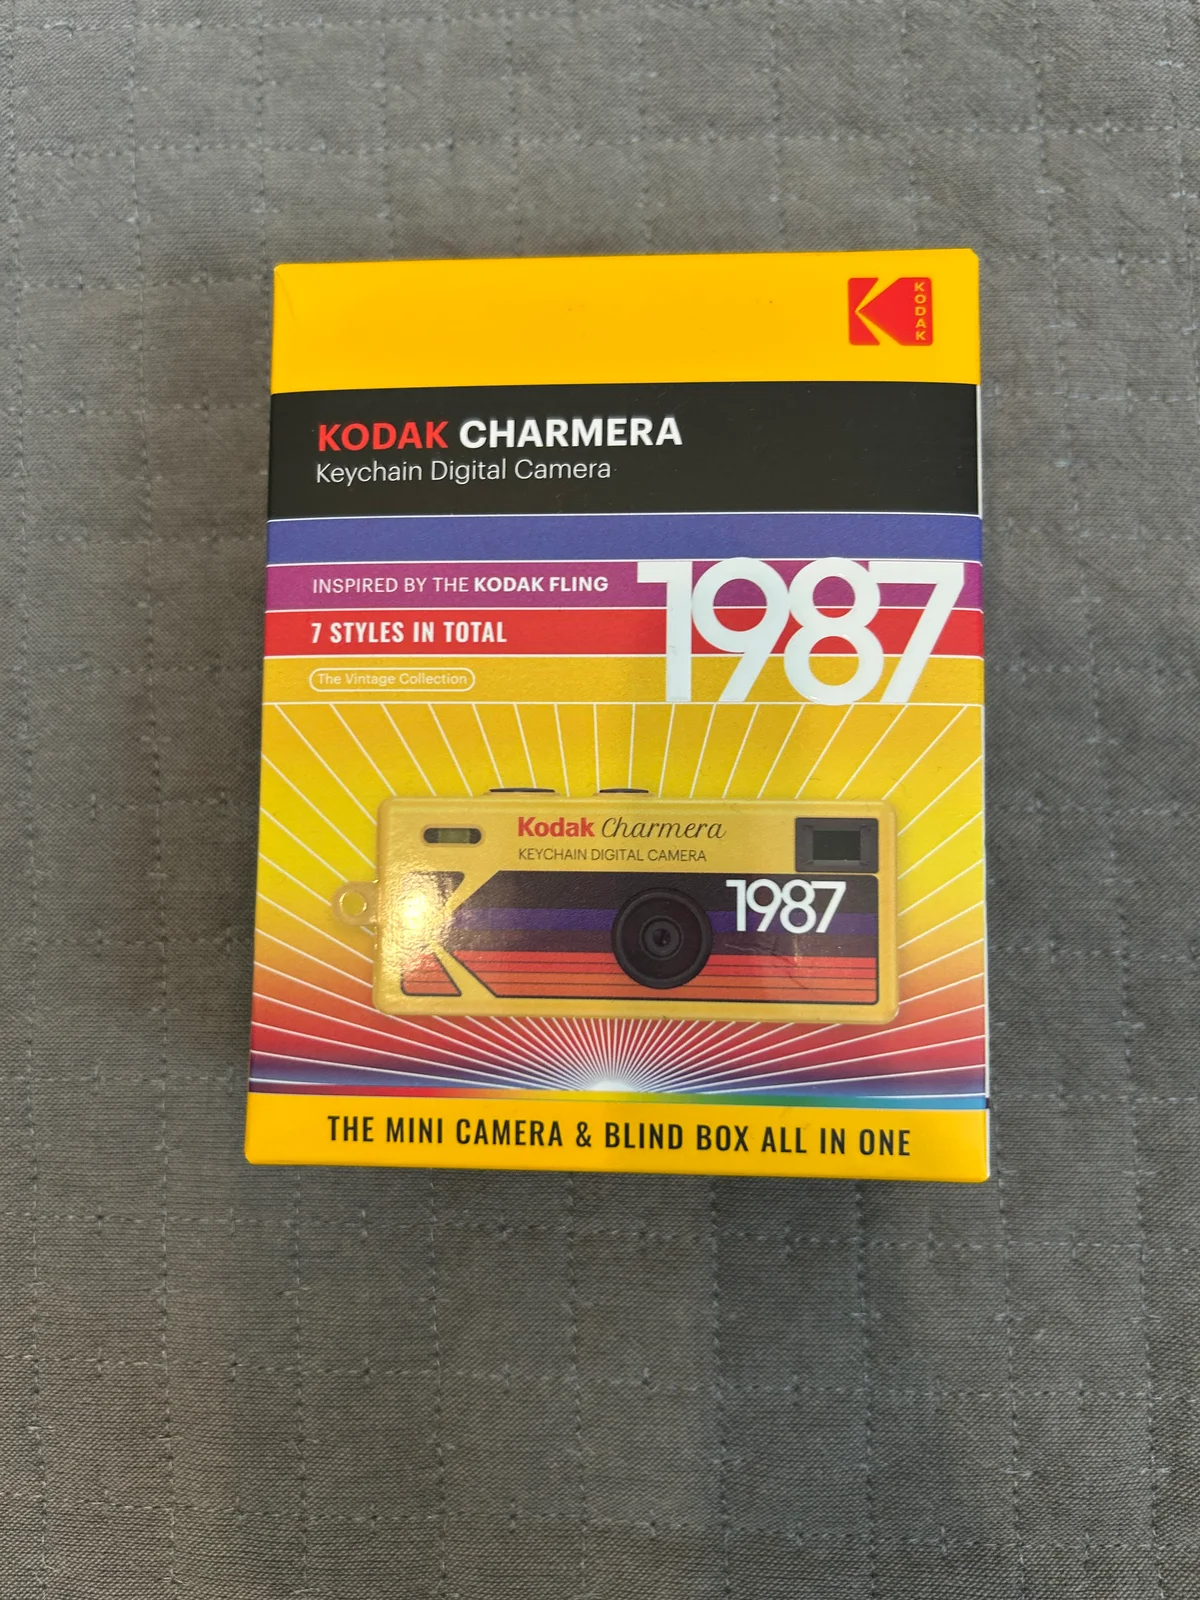 KODAK
KODAK CHARMERA
Keychain Digital Camera
INSPIRED BY THE KODAK FLING
1987
7 STYLES IN TOTAL
The Vintage Collection
Kodak Charmera
KEYCHAIN DIGITAL CAMERA
1987
THE MINI CAMERA & BLIND BOX ALL IN ONE